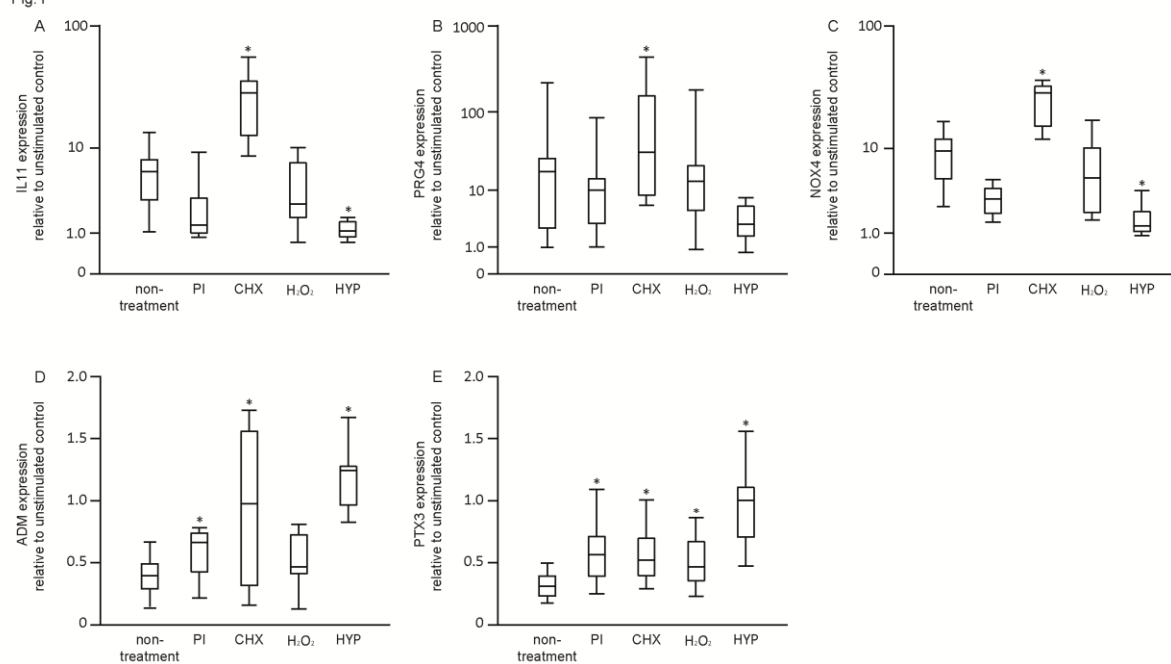 Fig.1
A
IL11 expression
relative to unstimulated control
100
10
1.0
0
*
*
non-
treatment
PI
CHX
H₂O₂
HYP
B
PRG4 expression
relative to unstimulated control
1000
100
10
1.0
0
*
non-
treatment
PI
CHX
H₂O₂
HYP
C
NOX4 expression
relative to unstimulated control
100
10
1.0
0
*
*
non-
treatment
PI
CHX
H₂O₂
HYP
D
ADM expression
relative to unstimulated control
2.0
1.5
1.0
0.5
0
*
*
*
non-
treatment
PI
CHX
H₂O₂
HYP
E
PTX3 expression
relative to unstimulated control
2.0
1.5
1.0
0.5
0
*
*
*
*
non-
treatment
PI
CHX
H₂O₂
HYP